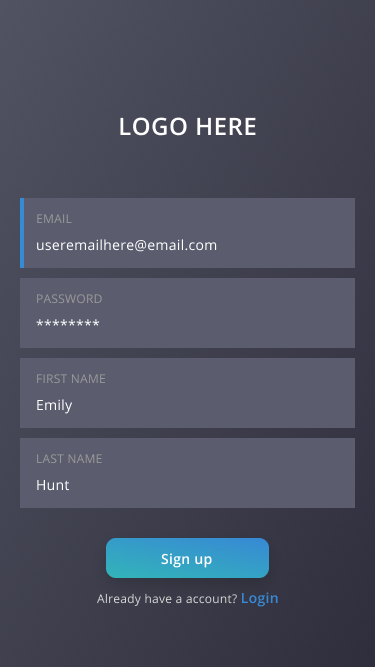 LOGO HERE
EMAIL
useremailhere@email.com
PASSWORD
********
FIRST NAME
Emily
LAST NAME
Hunt
Sign up
Already have a account? Login